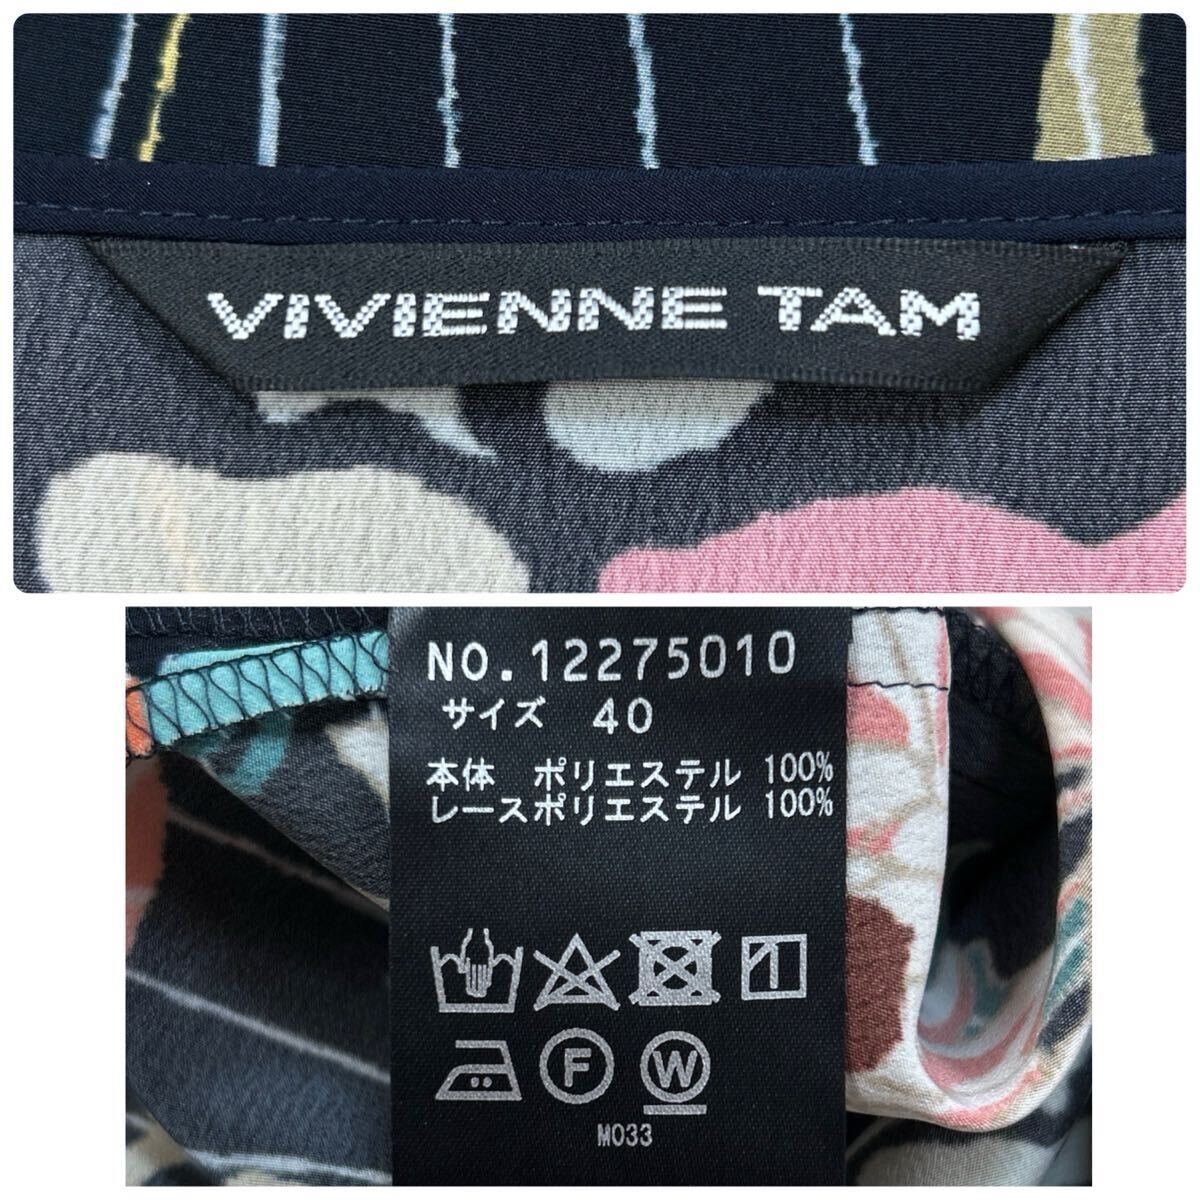 VIVIENNE TAM
NO.12275010
サイズ 40
本体 ポリエステル 100%
レースポリエステル 100%
F W
M033